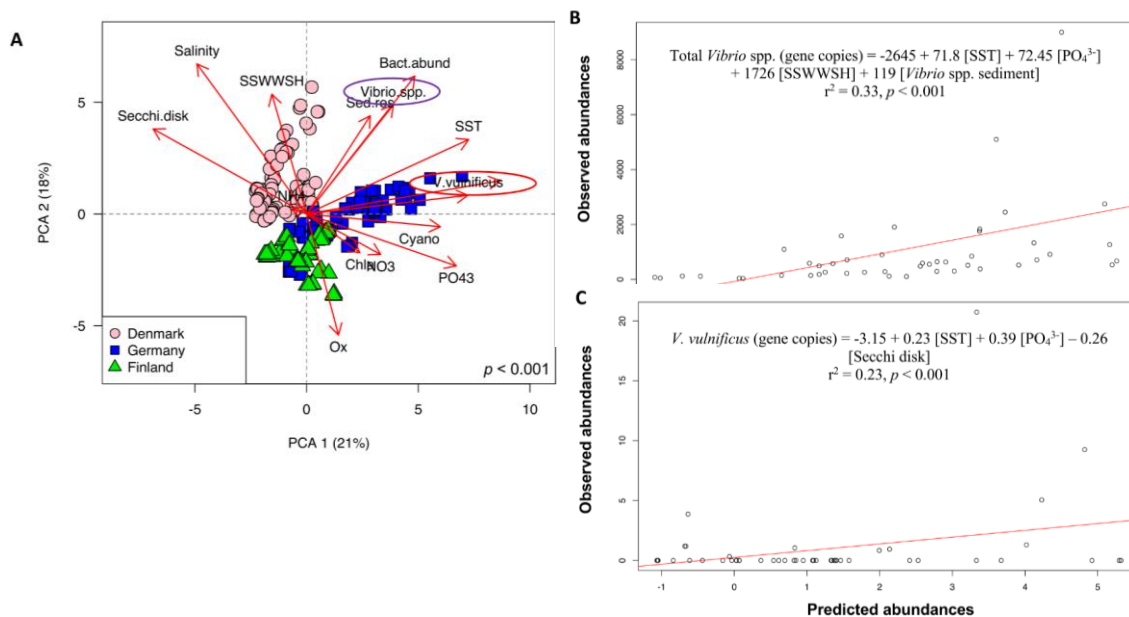 A
Salinity
SSWWSH
Bact.abund
Vibrio.spp.
Sed.res
Secchi.disk
SST
NH4
V.vulnificus
Cyano
Chla
NO3
PO43
Ox
5
0
-5
PCA 2 (18%)
Denmark
Germany
Finland
p < 0.001
-5 0 5 10
PCA 1 (21%)
B
Total Vibrio spp. (gene copies) = -2645 + 71.8 [SST] + 72.45 [PO₄³⁻]
+ 1726 [SSWWSH] + 119 [Vibrio spp. sediment]
r² = 0.33, p < 0.001
8000
6000
4000
2000
0
Observed abundances
C
V. vulnificus (gene copies) = -3.15 + 0.23 [SST] + 0.39 [PO₄³⁻] – 0.26
[Secchi disk]
r² = 0.23, p < 0.001
20
15
10
5
0
Observed abundances
-1 0 1 2 3 4 5
Predicted abundances